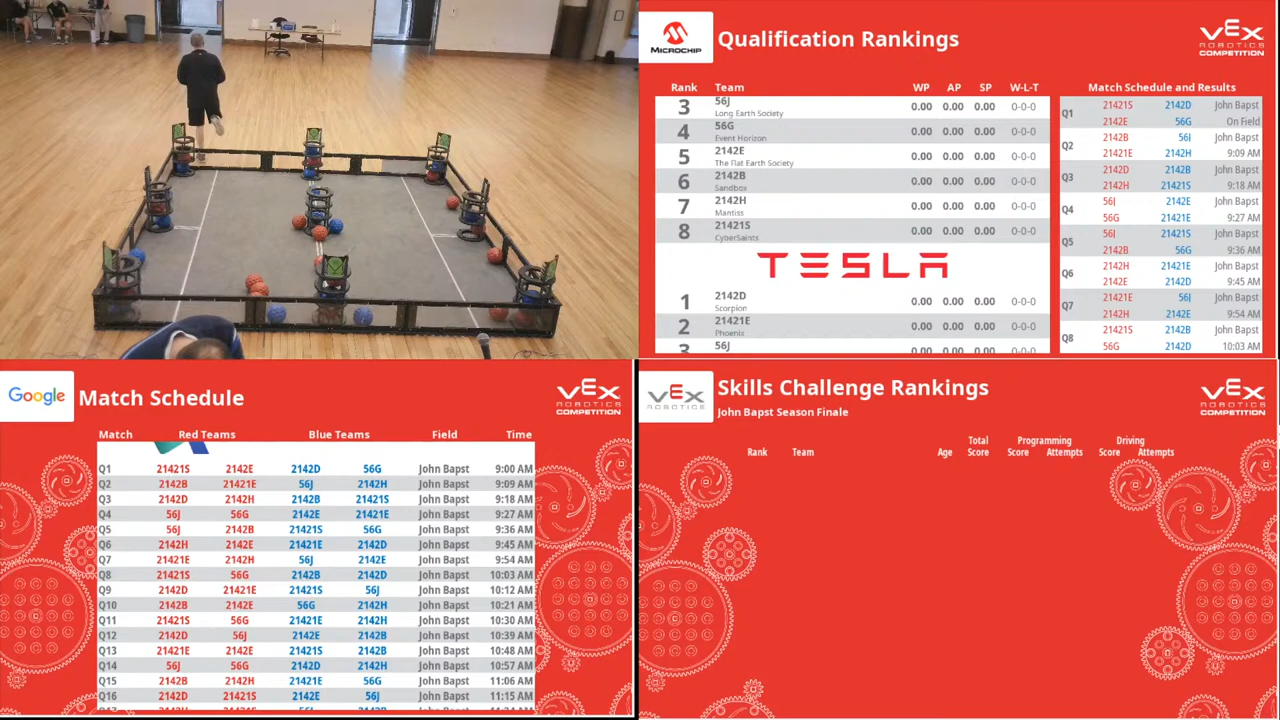 MICROCHIP
Qualification Rankings
VEX
ROBOTICS
COMPETITION
Rank Team WP AP SP W-L-T
3 56J 0.00 0.00 0.00 0-0-0
Long Earth Society
4 56G 0.00 0.00 0.00 0-0-0
Event Horizon
5 2142E 0.00 0.00 0.00 0-0-0
The Flat Earth Society
6 2142B 0.00 0.00 0.00 0-0-0
Sandbox
7 2142H 0.00 0.00 0.00 0-0-0
Mantiss
8 21421S 0.00 0.00 0.00 0-0-0
CyberSaints
TESLA
1 2142D 0.00 0.00 0.00 0-0-0
Scorpion
2 21421E 0.00 0.00 0.00 0-0-0
Phoenix
3 56J 0.00 0.00 0.00 0-0-0
Match Schedule and Results
Q1 21421S 2142D John Bapst
2142E 56G On Field
Q2 2142B 56J John Bapst
21421E 2142H 9:09 AM
Q3 2142D 2142B John Bapst
2142H 21421S 9:18 AM
Q4 56J 2142E John Bapst
56G 21421E 9:27 AM
Q5 56J 21421S John Bapst
2142B 56G 9:36 AM
Q6 2142H 21421E John Bapst
2142E 2142D 9:45 AM
Q7 21421E 56J John Bapst
2142H 2142E 9:54 AM
Q8 21421S 2142B John Bapst
56G 2142D 10:03 AM
Google
Match Schedule
VEX
ROBOTICS
COMPETITION
Match Red Teams Blue Teams Field Time
Q1 21421S 2142E 2142D 56G John Bapst 9:00 AM
Q2 2142B 21421E 56J 2142H John Bapst 9:09 AM
Q3 2142D 2142H 2142B 21421S John Bapst 9:18 AM
Q4 56J 56G 2142E 21421E John Bapst 9:27 AM
Q5 56J 2142B 21421S 56G John Bapst 9:36 AM
Q6 2142H 2142E 21421E 2142D John Bapst 9:45 AM
Q7 21421E 2142H 56J 2142E John Bapst 9:54 AM
Q8 21421S 56G 2142B 2142D John Bapst 10:03 AM
Q9 2142D 21421E 21421S 56J John Bapst 10:12 AM
Q10 2142B 2142E 56G 2142H John Bapst 10:21 AM
Q11 21421S 56G 21421E 2142H John Bapst 10:30 AM
Q12 2142D 56J 2142E 2142B John Bapst 10:39 AM
Q13 21421E 2142E 21421S 2142B John Bapst 10:48 AM
Q14 56J 56G 2142D 2142H John Bapst 10:57 AM
Q15 2142B 2142H 21421E 56G John Bapst 11:06 AM
Q16 2142D 21421S 2142E 56J John Bapst 11:15 AM
VEX
ROBOTICS
Skills Challenge Rankings
John Bapst Season Finale
VEX
ROBOTICS
COMPETITION
Total Programming Driving
Rank Team Age Score Score Attempts Score Attempts